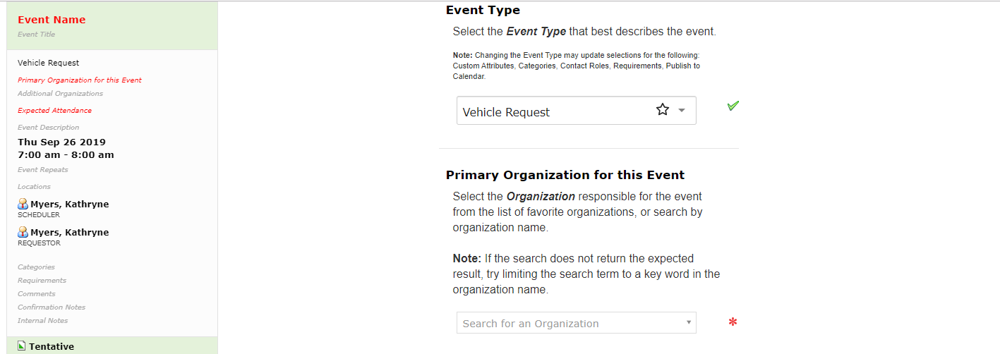 Event Name
Event Title
Vehicle Request
Primary Organization for this Event
Additional Organizations
Expected Attendance
Event Description
Thu Sep 26 2019
7:00 am - 8:00 am
Event Repeats
Locations
Myers, Kathryne
SCHEDULER
Myers, Kathryne
REQUESTOR
Categories
Requirements
Comments
Confirmation Notes
Internal Notes
Tentative
Event Type
Select the Event Type that best describes the event.
Note: Changing the Event Type may update selections for the following:
Custom Attributes, Categories, Contact Roles, Requirements, Publish to
Calendar.
Vehicle Request
Primary Organization for this Event
Select the Organization responsible for the event
from the list of favorite organizations, or search by
organization name.
Note: If the search does not return the expected
result, try limiting the search term to a key word in the
organization name.
Search for an Organization
*